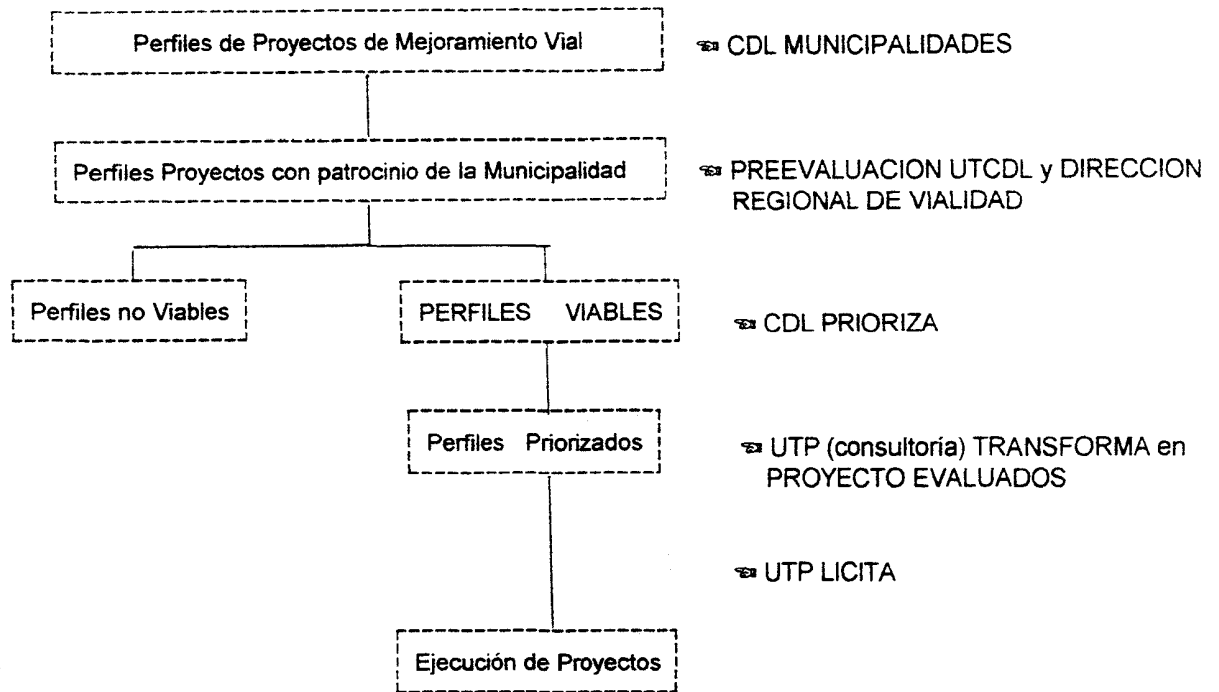 Perfiles de Proyectos de Mejoramiento Vial
☜ CDL MUNICIPALIDADES
Perfiles Proyectos con patrocinio de la Municipalidad
☜ PREEVALUACION UTCDL y DIRECCION
REGIONAL DE VIALIDAD
Perfiles no Viables
PERFILES VIABLES
☜ CDL PRIORIZA
Perfiles Priorizados
☜ UTP (consultoría) TRANSFORMA en
PROYECTO EVALUADOS
☜ UTP LICITA
Ejecución de Proyectos